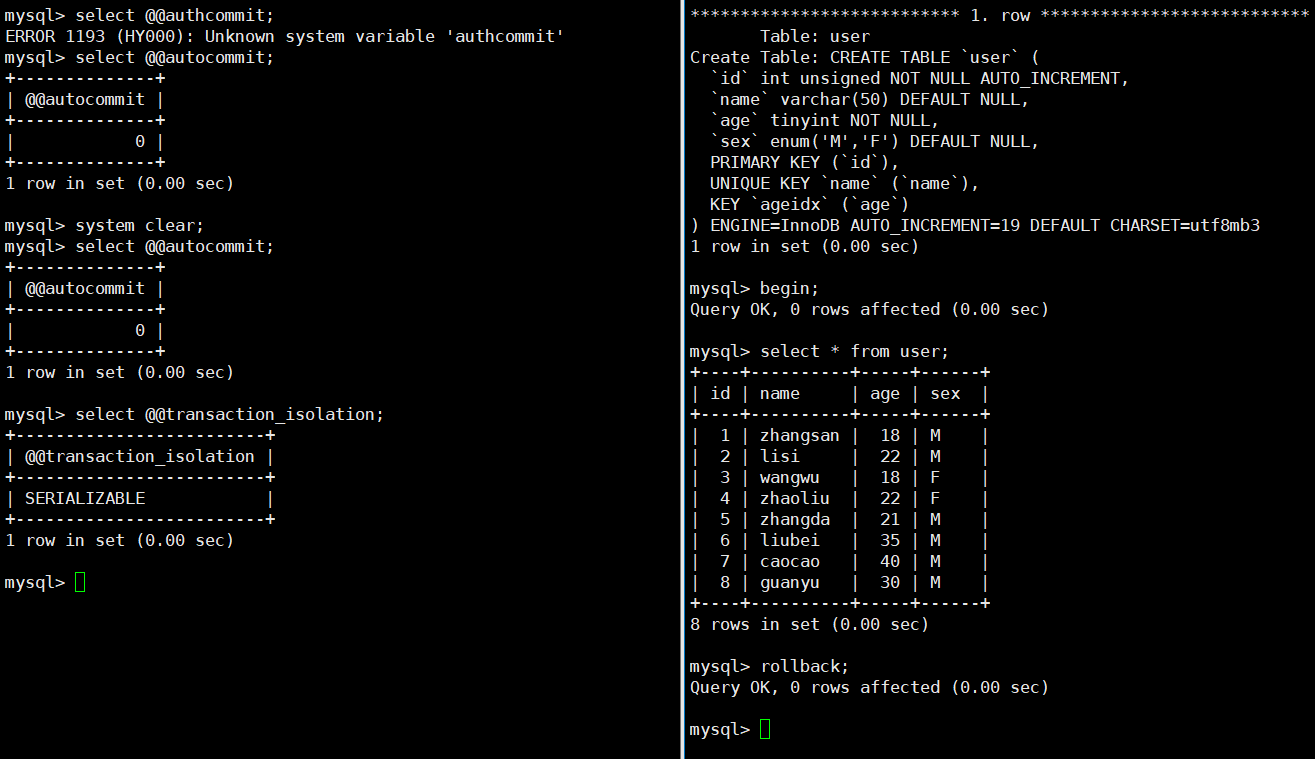 mysql> select @@authcommit;
ERROR 1193 (HY000): Unknown system variable 'authcommit'
mysql> select @@autocommit;
+--------------+
| @@autocommit |
+--------------+
|            0 |
+--------------+
1 row in set (0.00 sec)

mysql> system clear;
mysql> select @@autocommit;
+--------------+
| @@autocommit |
+--------------+
|            0 |
+--------------+
1 row in set (0.00 sec)

mysql> select @@transaction_isolation;
+-------------------------+
| @@transaction_isolation |
+-------------------------+
| SERIALIZABLE            |
+-------------------------+
1 row in set (0.00 sec)

mysql>
*************************** 1. row ***************************
       Table: user
Create Table: CREATE TABLE `user` (
  `id` int unsigned NOT NULL AUTO_INCREMENT,
  `name` varchar(50) DEFAULT NULL,
  `age` tinyint NOT NULL,
  `sex` enum('M','F') DEFAULT NULL,
  PRIMARY KEY (`id`),
  UNIQUE KEY `name` (`name`),
  KEY `ageidx` (`age`)
) ENGINE=InnoDB AUTO_INCREMENT=19 DEFAULT CHARSET=utf8mb3
1 row in set (0.00 sec)

mysql> begin;
Query OK, 0 rows affected (0.00 sec)

mysql> select * from user;
+----+----------+-----+------+
| id | name     | age | sex  |
+----+----------+-----+------+
|  1 | zhangsan |  18 | M    |
|  2 | lisi     |  22 | M    |
|  3 | wangwu   |  18 | F    |
|  4 | zhaoliu  |  22 | F    |
|  5 | zhangda  |  21 | M    |
|  6 | liubei   |  35 | M    |
|  7 | caocao   |  40 | M    |
|  8 | guanyu   |  30 | M    |
+----+----------+-----+------+
8 rows in set (0.00 sec)

mysql> rollback;
Query OK, 0 rows affected (0.00 sec)

mysql>